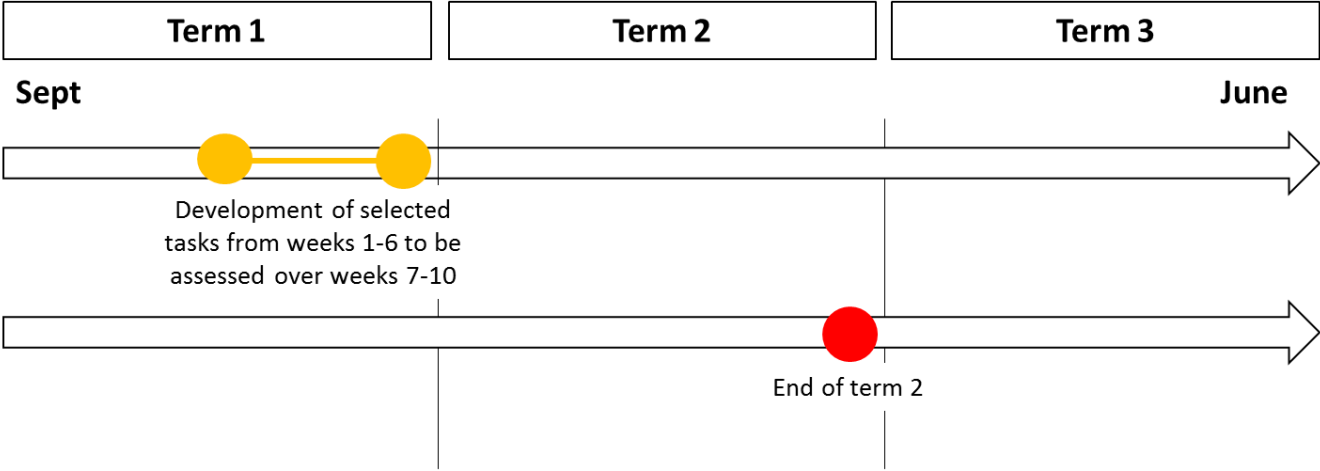 Term 1
Term 2
Term 3
Sept
June
Development of selected
tasks from weeks 1-6 to be
assessed over weeks 7-10
End of term 2